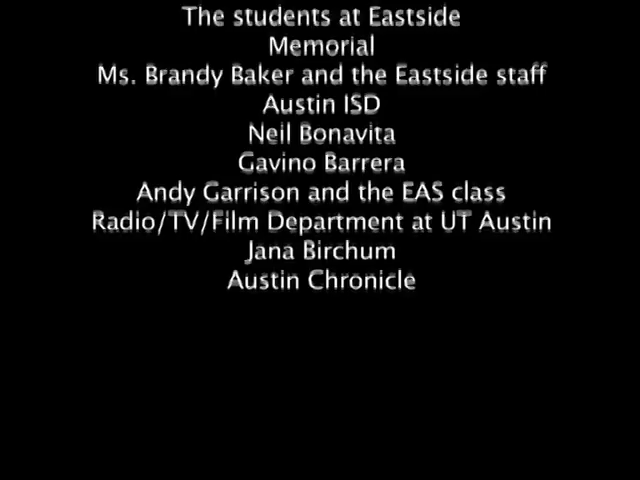 The students at Eastside
Memorial
Ms. Brandy Baker and the Eastside staff
Austin ISD
Neil Bonavita
Gavino Barrera
Andy Garrison and the EAS class
Radio/TV/Film Department at UT Austin
Jana Birchum
Austin Chronicle